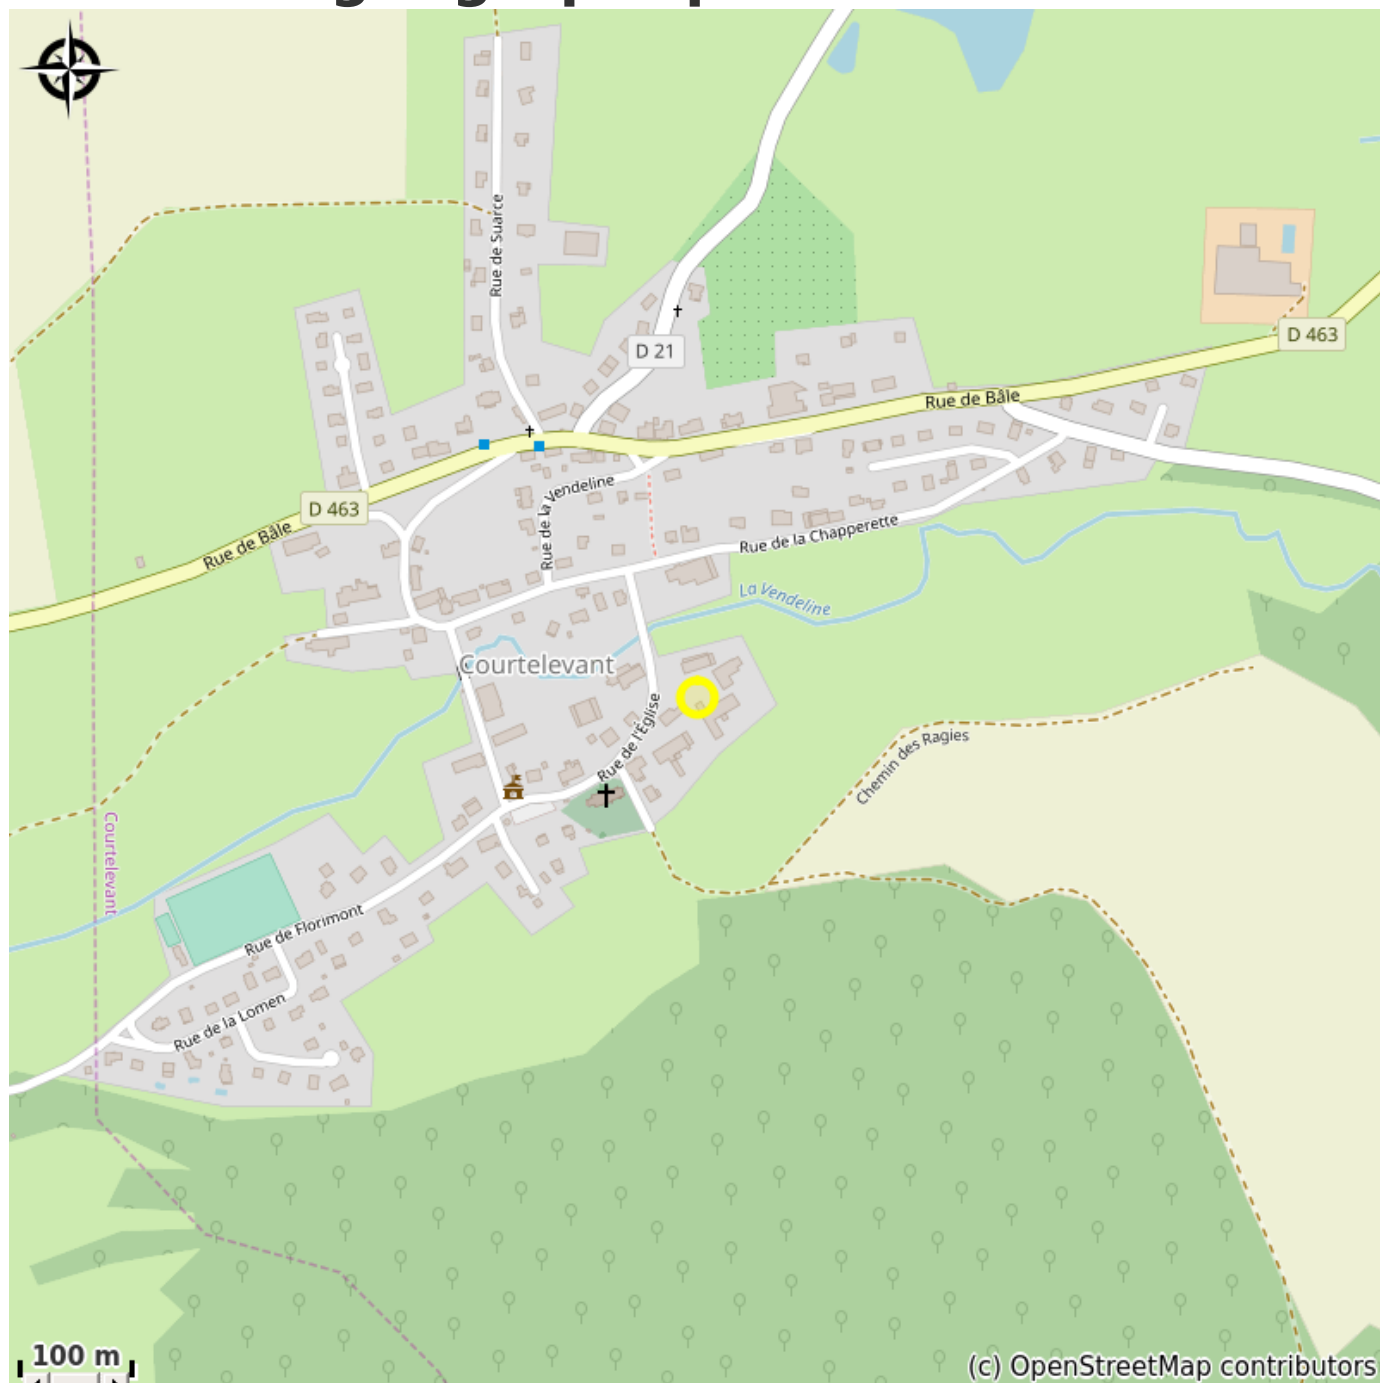 Rue de Suarce
D 21
D 463
Rue de Bâle
D 463
Rue de la Vendeline
Rue de Bâle
Rue de la Chapperette
La Vendeline
Courtelevant
Rue de l'Église
Chemin des Ragies
Courtelevant
Rue de Florimont
Rue de la Lomen
100 m
(c) OpenStreetMap contributors